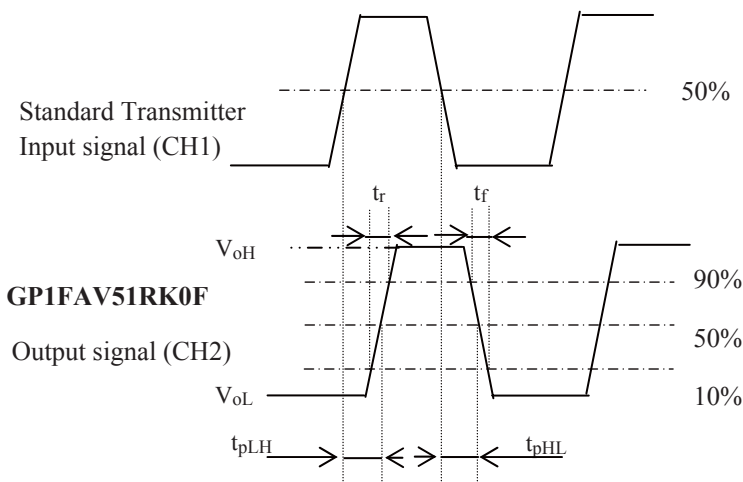 50%
Standard Transmitter
Input signal (CH1)
tr tf
VoH
90%
GP1FAV51RK0F
50%
Output signal (CH2)
VoL
10%
tpLH tpHL